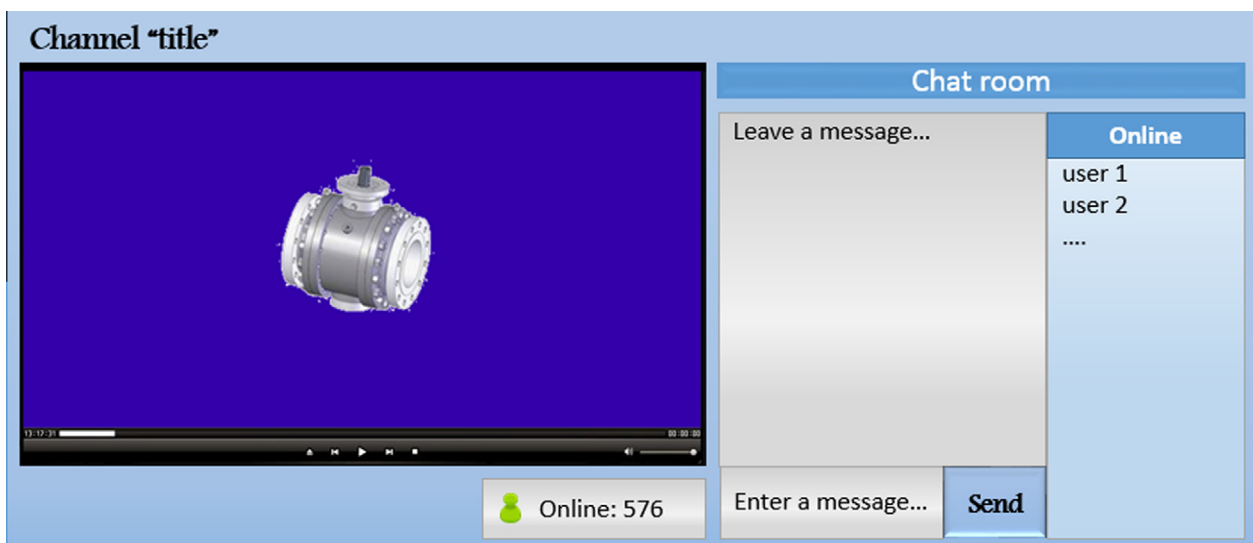 Channel “title”
Chat room
Leave a message...
Online
user 1
user 2
....
13:17:31
00:00:00
Online: 576
Enter a message...
Send